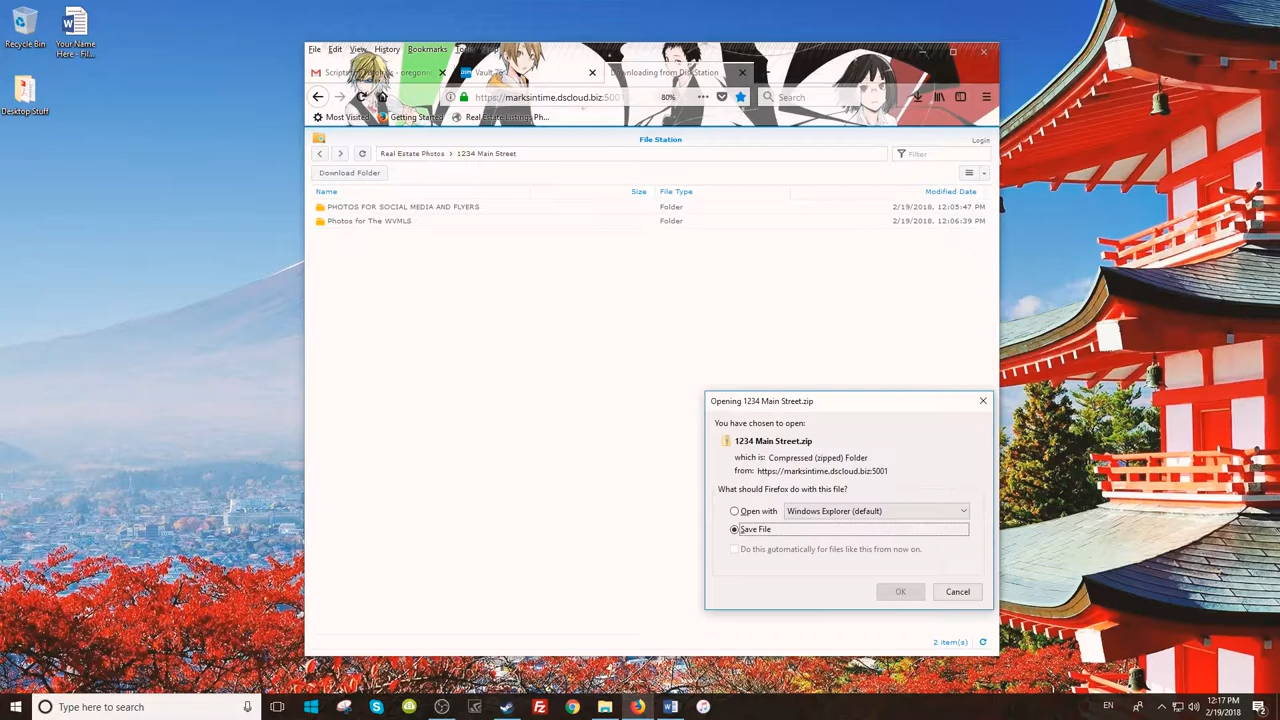 Recycle Bin
Your Name Here - Fil...
Desktop Stuff
File Edit View History Bookmarks
Vault 76
Downloading from DiskStation
https://marksintime.dscloud.biz:5001
80%
Search
Most Visited
Getting Started
Real Estate Listings Ph...
File Station
Login
Real Estate Photos
1234 Main Street
Filter
Download Folder
Name
Size
File Type
Modified Date
PHOTOS FOR SOCIAL MEDIA AND FLYERS
Folder
2/19/2018, 12:05:47 PM
Photos for The WVMLS
Folder
2/19/2018, 12:06:39 PM
Opening 1234 Main Street.zip
You have chosen to open:
1234 Main Street.zip
which is: Compressed (zipped) Folder
from: https://marksintime.dscloud.biz:5001
What should Firefox do with this file?
Open with
Windows Explorer (default)
Save File
Do this automatically for files like this from now on.
OK
Cancel
2 item(s)
Type here to search
EN
12:17 PM
2/19/2018
2